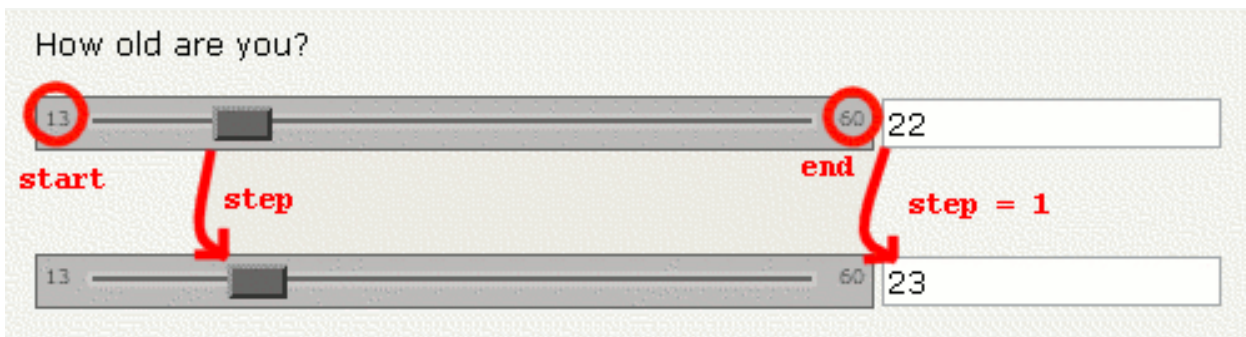 How old are you?
13 60 22
start end
step step = 1
13 60 23